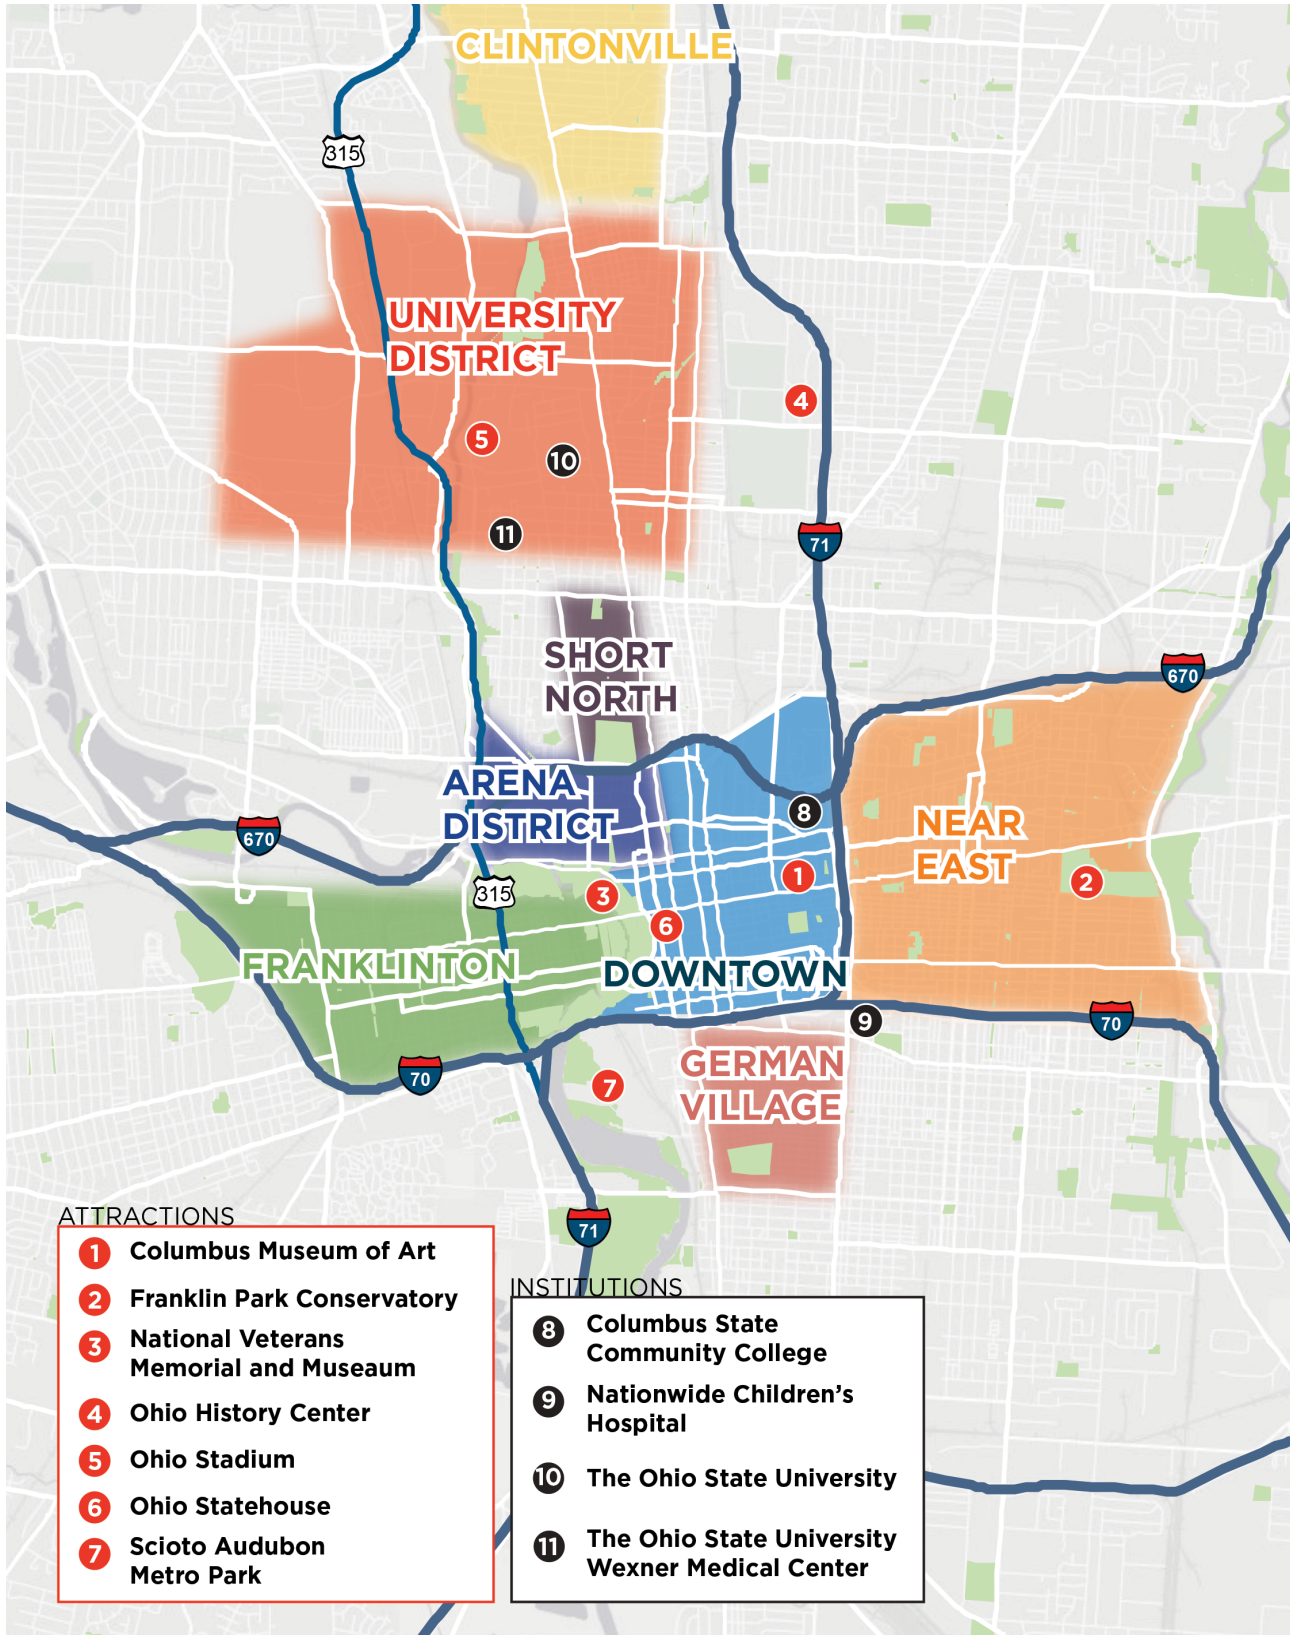 CLINTONVILLE
315
UNIVERSITY
DISTRICT
4
5
10
11
71
SHORT
NORTH
670
ARENA
DISTRICT
8
NEAR
EAST
670
1
2
315
3
6
FRANKLINTON
DOWNTOWN
9
70
GERMAN
VILLAGE
70
7
71
ATTRACTIONS
1 Columbus Museum of Art
2 Franklin Park Conservatory
3 National Veterans
Memorial and Museaum
4 Ohio History Center
5 Ohio Stadium
6 Ohio Statehouse
7 Scioto Audubon
Metro Park
INSTITUTIONS
8 Columbus State
Community College
9 Nationwide Children’s
Hospital
10 The Ohio State University
11 The Ohio State University
Wexner Medical Center